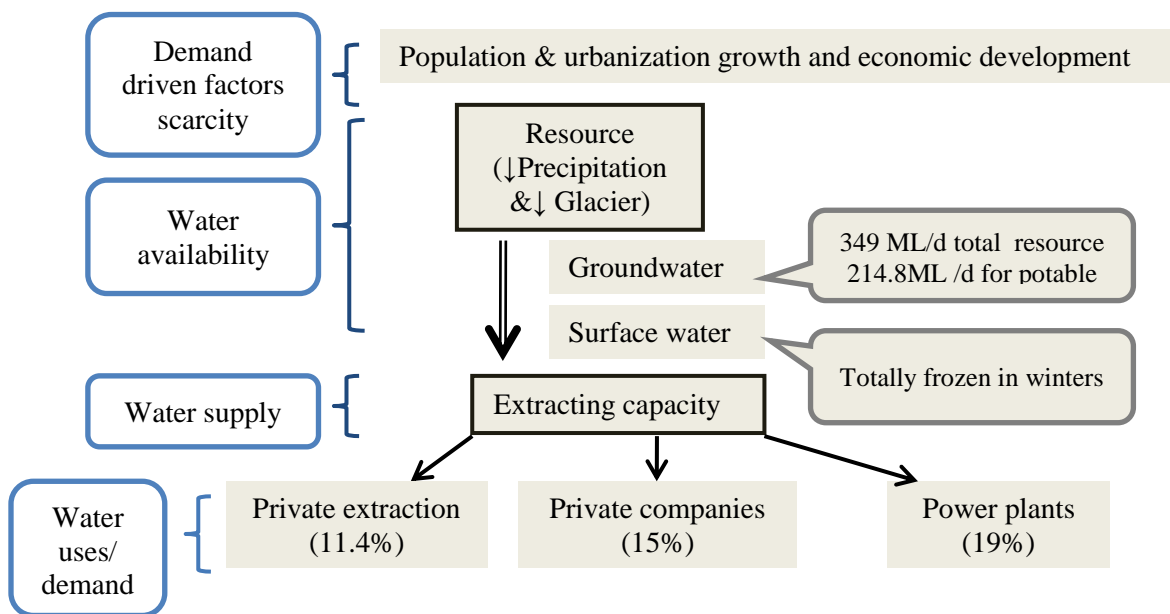 Demand
driven factors
scarcity
Population & urbanization growth and economic development
Resource
(↓Precipitation
&↓ Glacier)
Water
availability
Groundwater
349 ML/d total resource
214.8ML /d for potable
Surface water
Totally frozen in winters
Water supply
Extracting capacity
Water
uses/
demand
Private extraction
(11.4%)
Private companies
(15%)
Power plants
(19%)